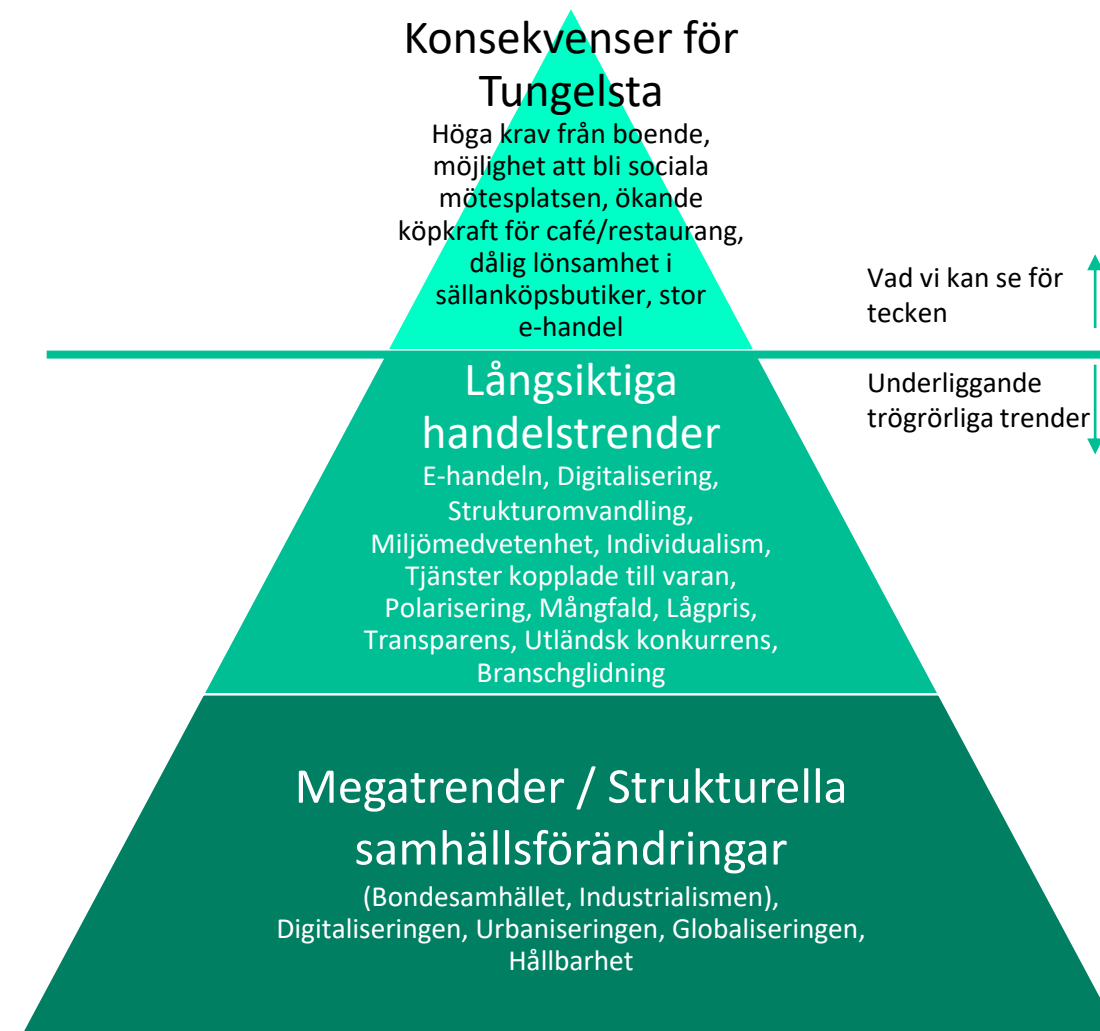 Konsekvenser för
Tungelsta
Höga krav från boende,
möjlighet att bli sociala
mötesplatsen, ökande
köpkraft för café/restaurang,
dålig lönsamhet i
sällanköpsbutiker, stor
e-handel
Vad vi kan se för
tecken
Underliggande
trögrörliga trender
Långsiktiga
handelstrender
E-handeln, Digitalisering,
Strukturomvandling,
Miljömedvetenhet, Individualism,
Tjänster kopplade till varan,
Polarisering, Mångfald, Lågpris,
Transparens, Utländsk konkurrens,
Branschglidning
Megatrender / Strukturella
samhällsförändringar
(Bondesamhället, Industrialismen),
Digitaliseringen, Urbaniseringen, Globaliseringen,
Hållbarhet